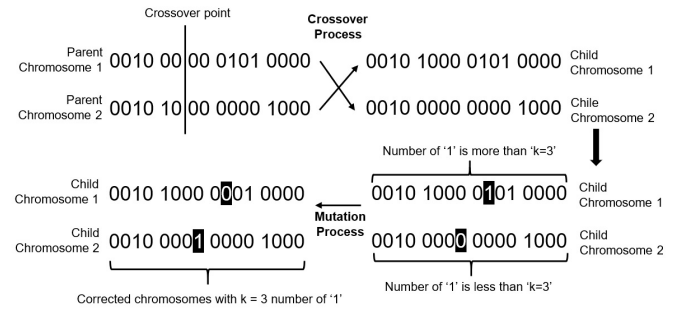 Crossover point
Crossover
Process
Parent
Chromosome 1
0010 00 00 0101 0000
0010 1000 0101 0000
Child
Chromosome 1
Parent
Chromosome 2
0010 10 00 0000 1000
0010 0000 0000 1000
Chile
Chromosome 2
Number of '1' is more than 'k=3'
Child
Chromosome 1
0010 1000 0001 0000
0010 1000 0101 0000
Child
Chromosome 1
Mutation
Process
Child
Chromosome 2
0010 0001 0000 1000
0010 0000 0000 1000
Child
Chromosome 2
Number of '1' is less than 'k=3'
Corrected chromosomes with k = 3 number of '1'